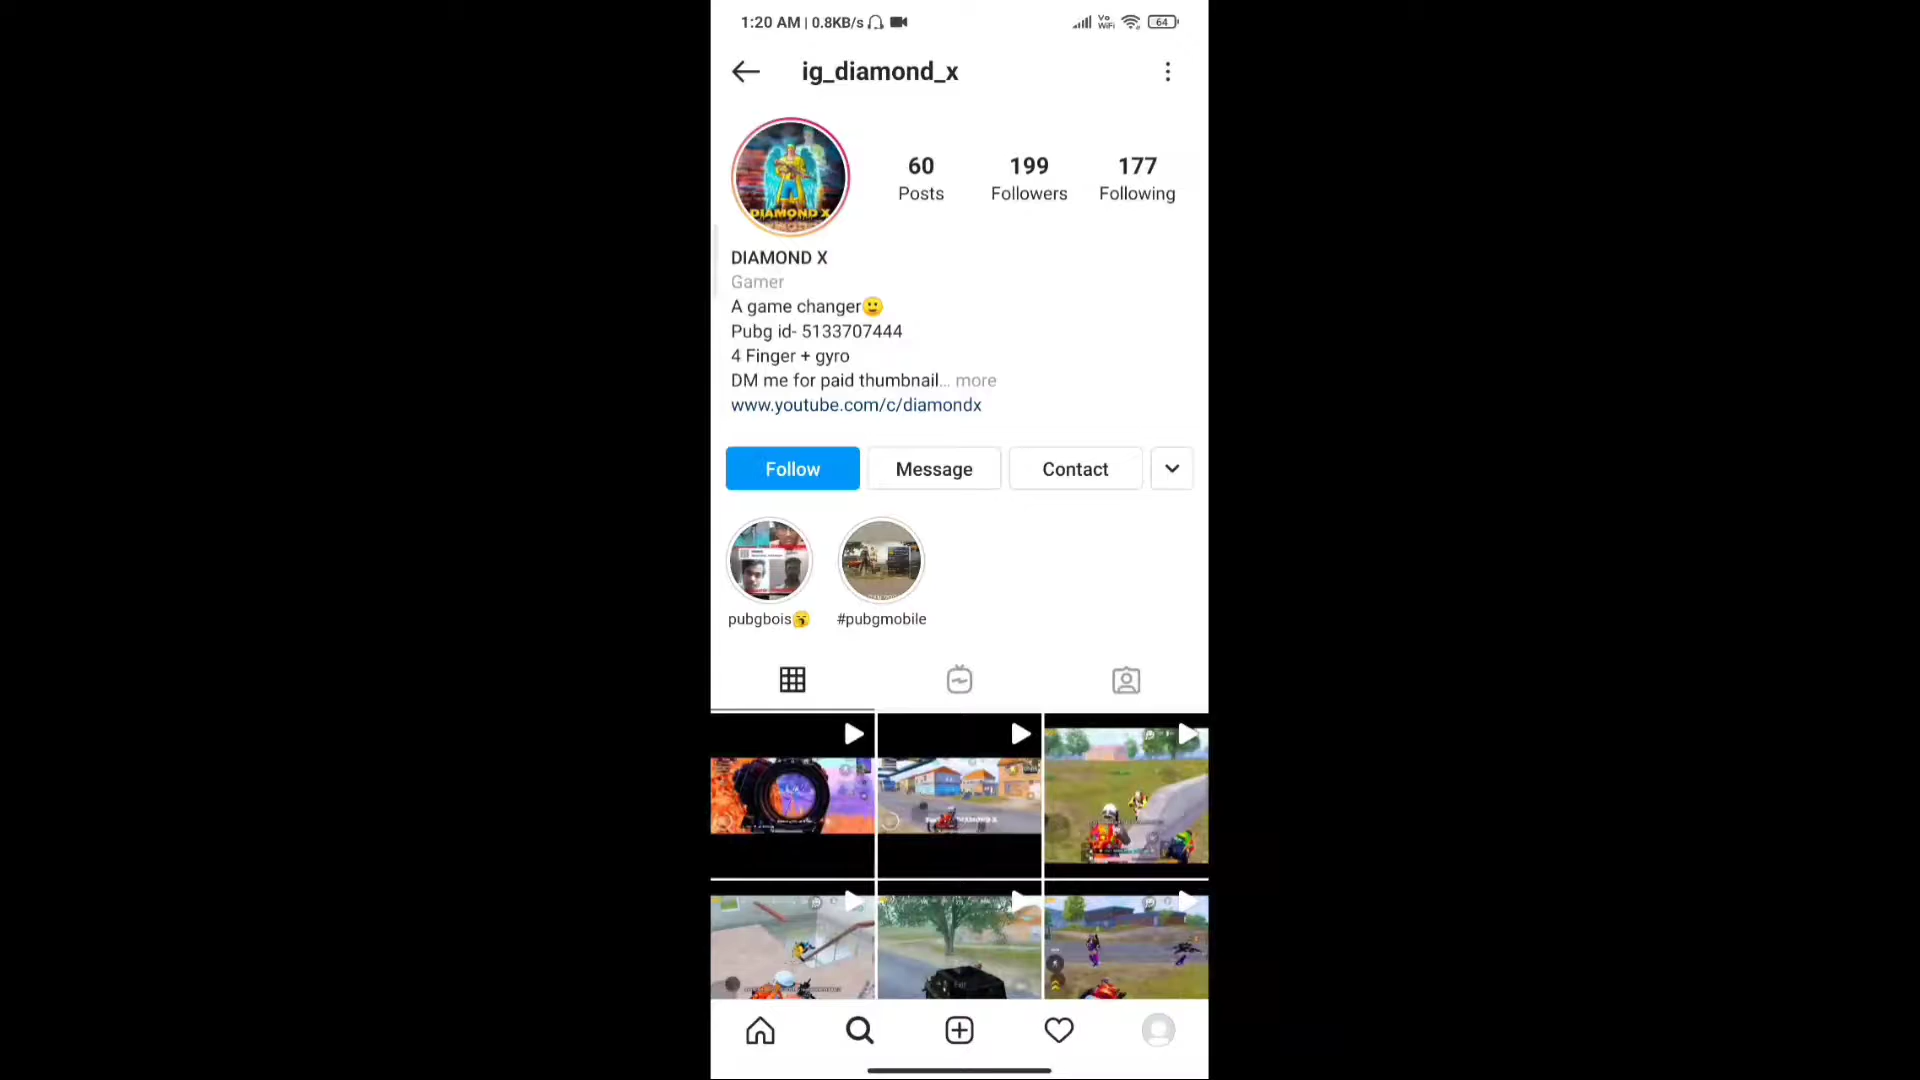 1:20 AM | 0.8KB/s
Vo WiFi
64
ig_diamond_x
DIAMOND X
60
Posts
199
Followers
177
Following
DIAMOND X
Gamer
A game changer🙂
Pubg id- 5133707444
4 Finger + gyro
DM me for paid thumbnail... more
www.youtube.com/c/diamondx
Follow
Message
Contact
pubgbois
#pubgmobile